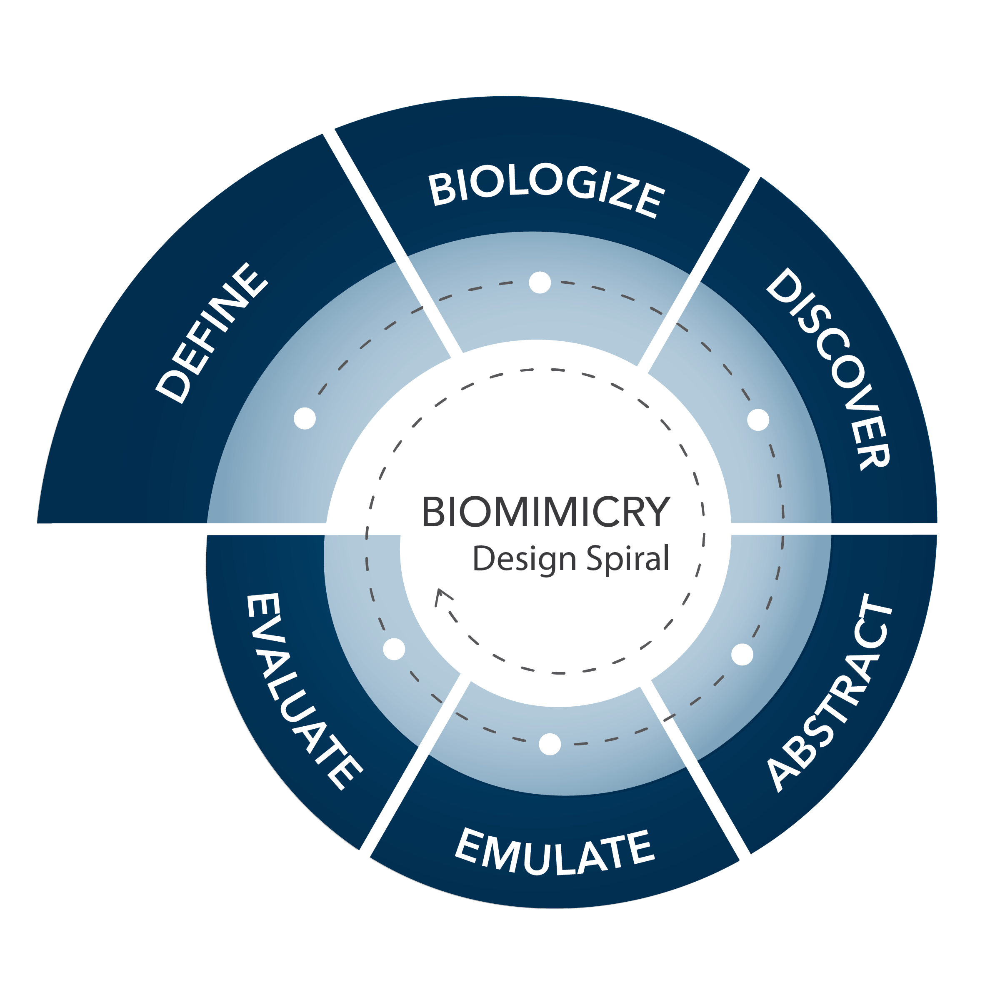 DEFINE
BIOLOGIZE
DISCOVER
ABSTRACT
EMULATE
EVALUATE
BIOMIMICRY
Design Spiral